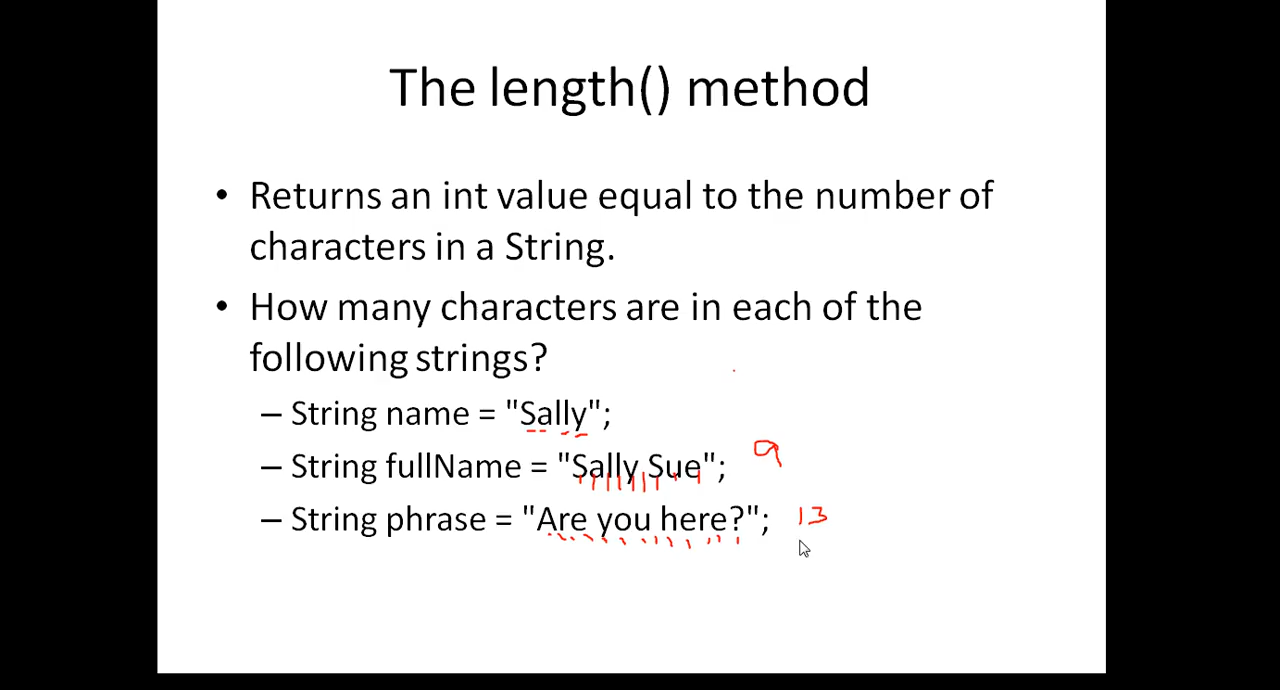 The length() method
• Returns an int value equal to the number of
characters in a String.
• How many characters are in each of the
following strings?
– String name = "Sally";
– String fullName = "Sally Sue"; 9
– String phrase = "Are you here?"; 13